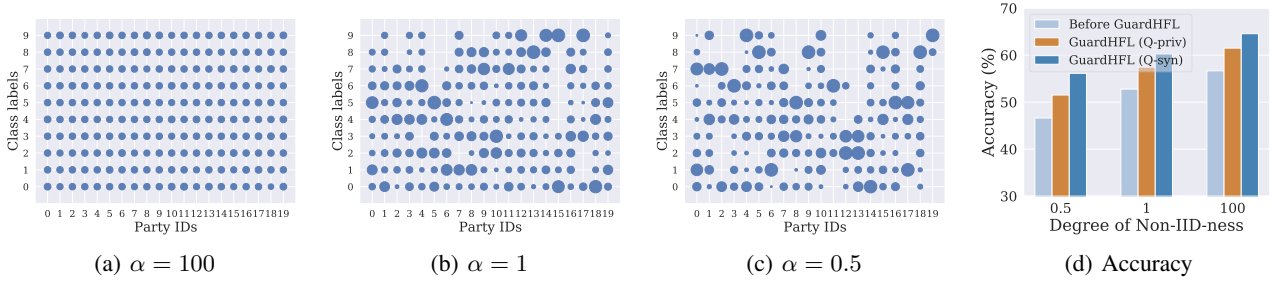 9
8
7
6
5
4
3
2
1
0
Class labels
0 1 2 3 4 5 6 7 8 9 10 11 12 13 14 15 16 17 18 19
Party IDs
(a) α = 100
9
8
7
6
5
4
3
2
1
0
Class labels
0 1 2 3 4 5 6 7 8 9 10 11 12 13 14 15 16 17 18 19
Party IDs
(b) α = 1
9
8
7
6
5
4
3
2
1
0
Class labels
0 1 2 3 4 5 6 7 8 9 10 11 12 13 14 15 16 17 18 19
Party IDs
(c) α = 0.5
70
60
50
40
30
Accuracy (%)
Before GuardHFL
GuardHFL (Q-priv)
GuardHFL (Q-syn)
0.5 1 100
Degree of Non-IID-ness
(d) Accuracy